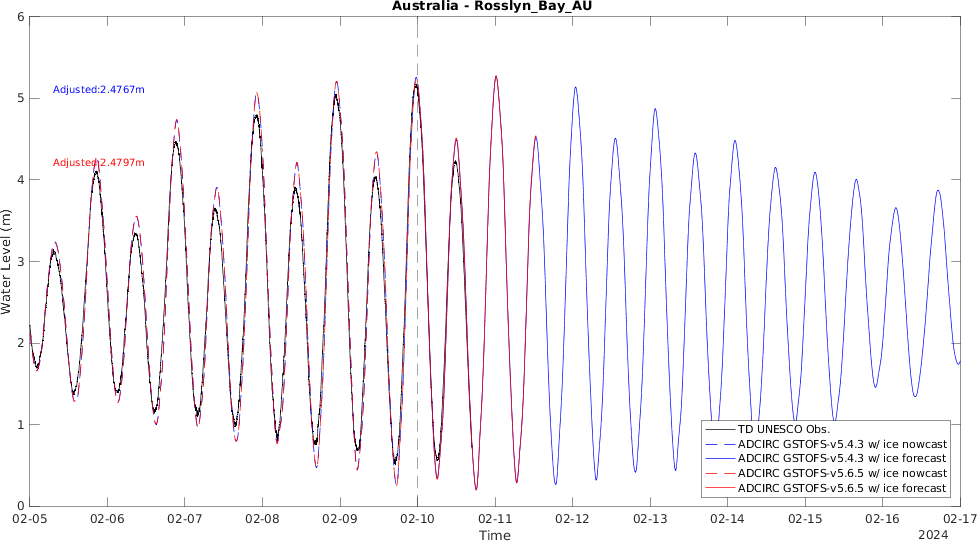 Australia - Rosslyn_Bay_AU
6
5
4
3
2
1
0
Water Level (m)
Adjusted:2.4767m
Adjusted:2.4797m
TD UNESCO Obs.
ADCIRC GSTOFS-v5.4.3 w/ ice nowcast
ADCIRC GSTOFS-v5.4.3 w/ ice forecast
ADCIRC GSTOFS-v5.6.5 w/ ice nowcast
ADCIRC GSTOFS-v5.6.5 w/ ice forecast
02-05 02-06 02-07 02-08 02-09 02-10 02-11 02-12 02-13 02-14 02-15 02-16 02-17
Time
2024